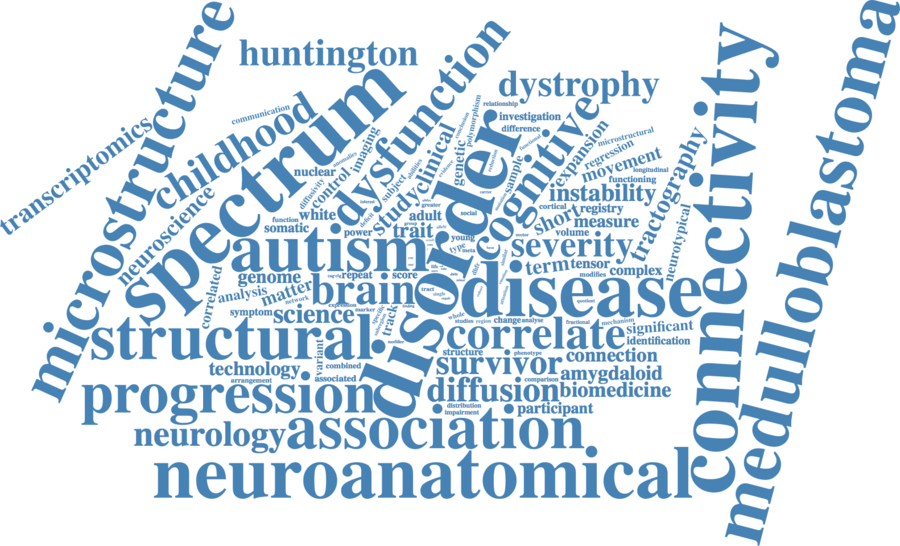 microstructure
huntington
spectrum
dysfunction
dystrophy
connectivity
medulloblastoma
transcriptomics
childhood
communication
neuroscience
nuclear
control
imaging
diffusivity
subject
study
clinical
genetic
polymorphism
relationship
investigation
difference
disorder
cognitive
sample
expansion
regression
microstructural
movement
longitudinal
functioning
instability
tractography
neurotypical
cortical
registry
short
measure
volume
function
white
somatic
power
trait
adult
social
greater
young
type
autism
severity
term
tensor
modifies
complex
correlated
genome
analysis
matter
network
brain
repeat
score
disease
symptom
science
expression
marker
track
tract
whole
studies
region
change
analyse
fractional
mechanism
significant
identification
structural
correlate
variant
technology
arrangement
combined
associated
structure
phenotype
survivor
connection
amygdaloid
progression
diffusion
comparison
biomedicine
distribution
impairment
participant
neurology
association
neuroanatomical